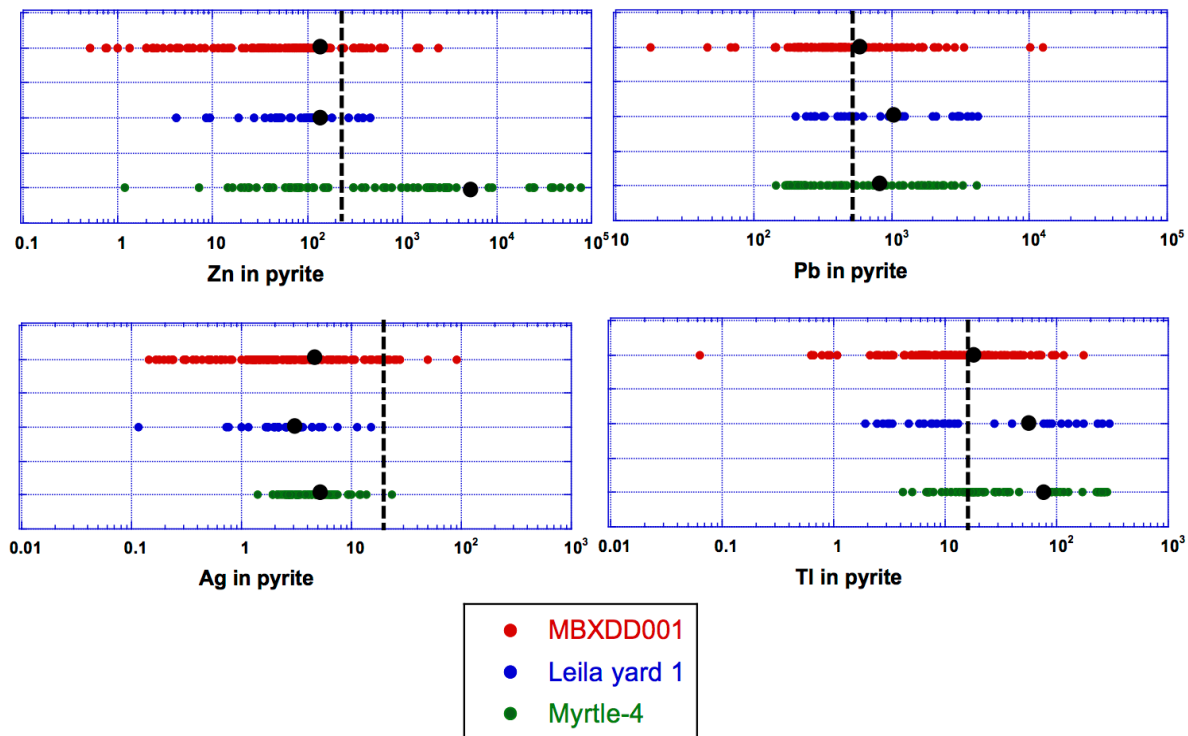 0.1 1 10 10² 10³ 10⁴ 10⁵
Zn in pyrite
10 10² 10³ 10⁴ 10⁵
Pb in pyrite
0.01 0.1 1 10 10² 10³
Ag in pyrite
0.01 0.1 1 10 10² 10³
Tl in pyrite
MBXDD001
Leila yard 1
Myrtle-4